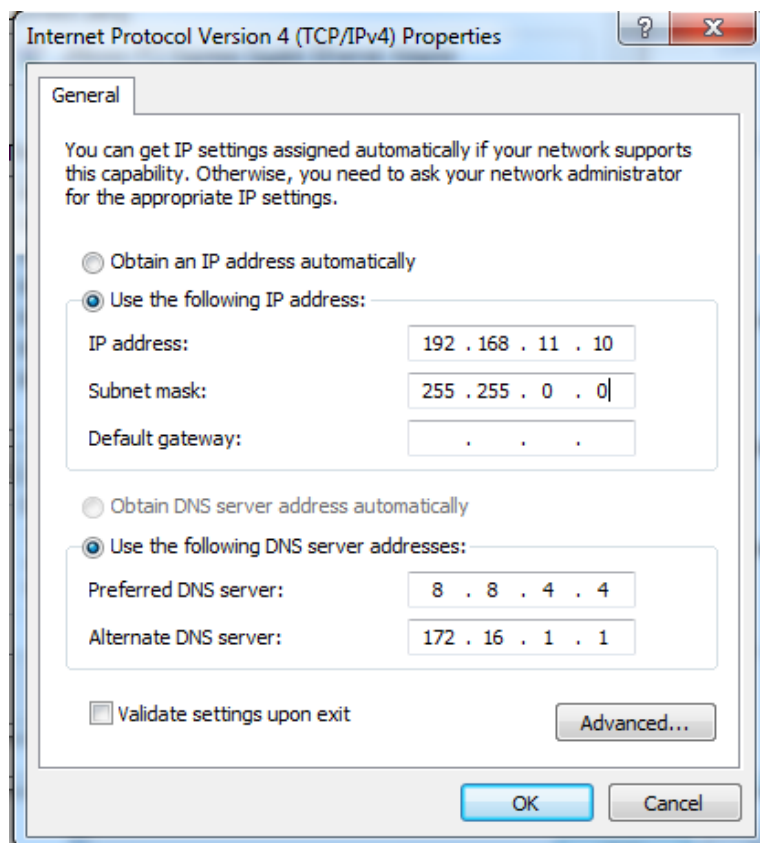 Internet Protocol Version 4 (TCP/IPv4) Properties
? X
General
You can get IP settings assigned automatically if your network supports
this capability. Otherwise, you need to ask your network administrator
for the appropriate IP settings.
Obtain an IP address automatically
Use the following IP address:
IP address: 192 . 168 . 11 . 10
Subnet mask: 255 . 255 . 0 . 0
Default gateway: . . .
Obtain DNS server address automatically
Use the following DNS server addresses:
Preferred DNS server: 8 . 8 . 4 . 4
Alternate DNS server: 172 . 16 . 1 . 1
Validate settings upon exit
Advanced...
OK Cancel